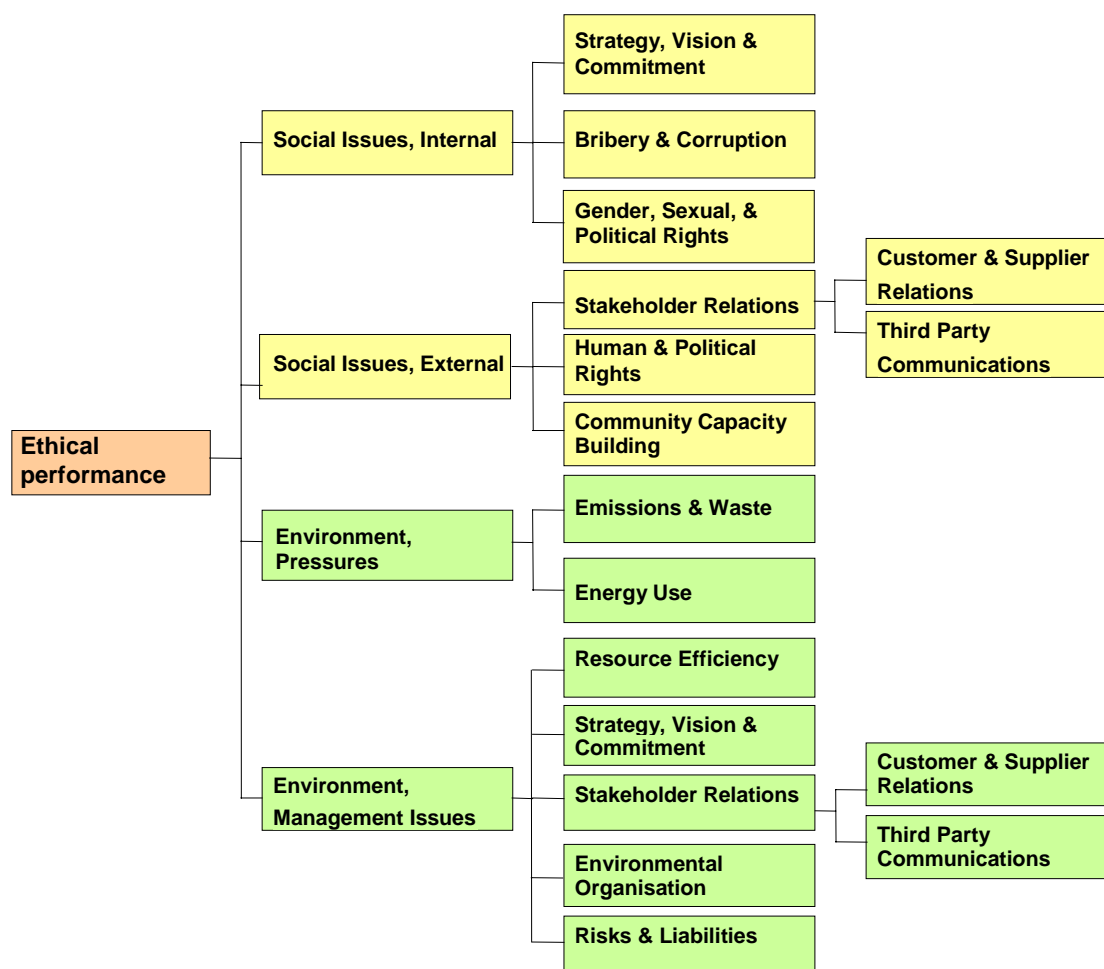 Strategy, Vision &
Commitment
Social Issues, Internal
Bribery & Corruption
Gender, Sexual, &
Political Rights
Customer & Supplier
Relations
Stakeholder Relations
Third Party
Communications
Social Issues, External
Human & Political
Rights
Community Capacity
Building
Ethical
performance
Emissions & Waste
Environment,
Pressures
Energy Use
Resource Efficiency
Strategy, Vision &
Commitment
Customer & Supplier
Relations
Environment,
Management Issues
Stakeholder Relations
Third Party
Communications
Environmental
Organisation
Risks & Liabilities